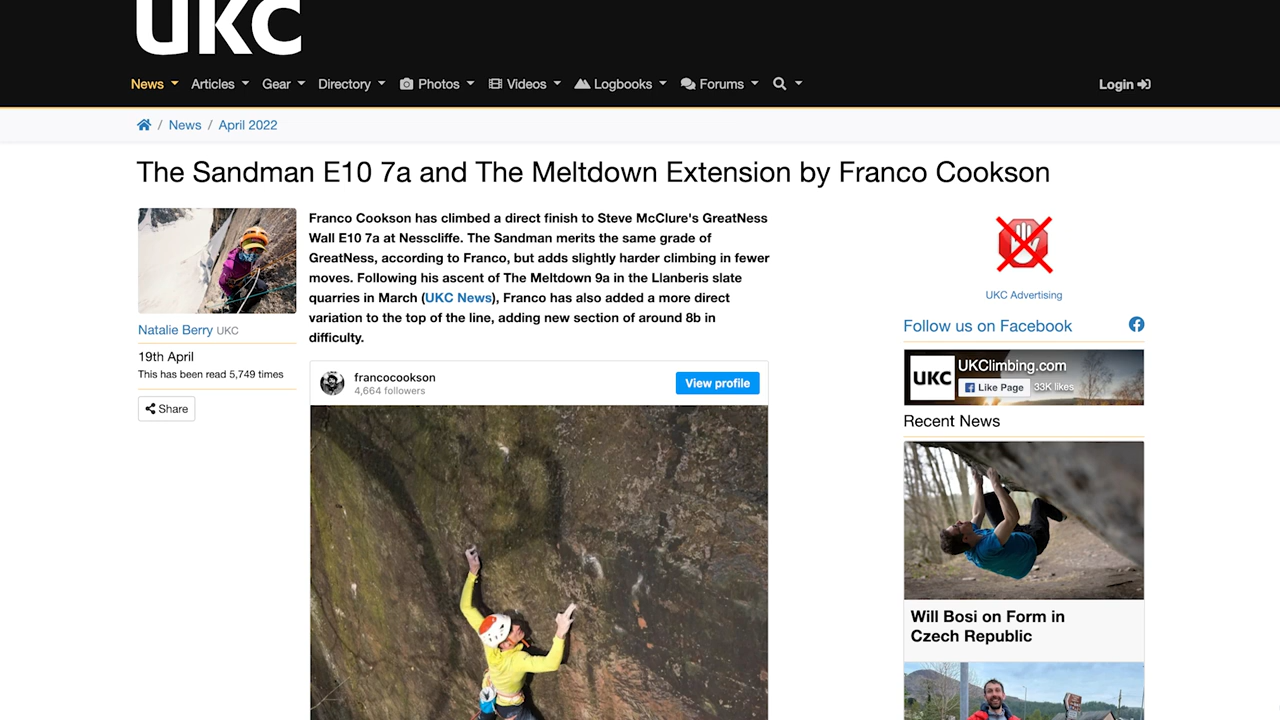 UKC
News Articles Gear Directory Photos Videos Logbooks Forums Login
/ News / April 2022
The Sandman E10 7a and The Meltdown Extension by Franco Cookson
Natalie Berry UKC
19th April
This has been read 5,749 times
Share
Franco Cookson has climbed a direct finish to Steve McClure's GreatNess
Wall E10 7a at Nesscliffe. The Sandman merits the same grade of
GreatNess, according to Franco, but adds slightly harder climbing in fewer
moves. Following his ascent of The Meltdown 9a in the Llanberis slate
quarries in March (UKC News), Franco has also added a more direct
variation to the top of the line, adding new section of around 8b in
difficulty.
francocookson
4,664 followers
View profile
UKC Advertising
Follow us on Facebook
UKC
UKClimbing.com
Like Page 33K likes
Recent News
Will Bosi on Form in
Czech Republic